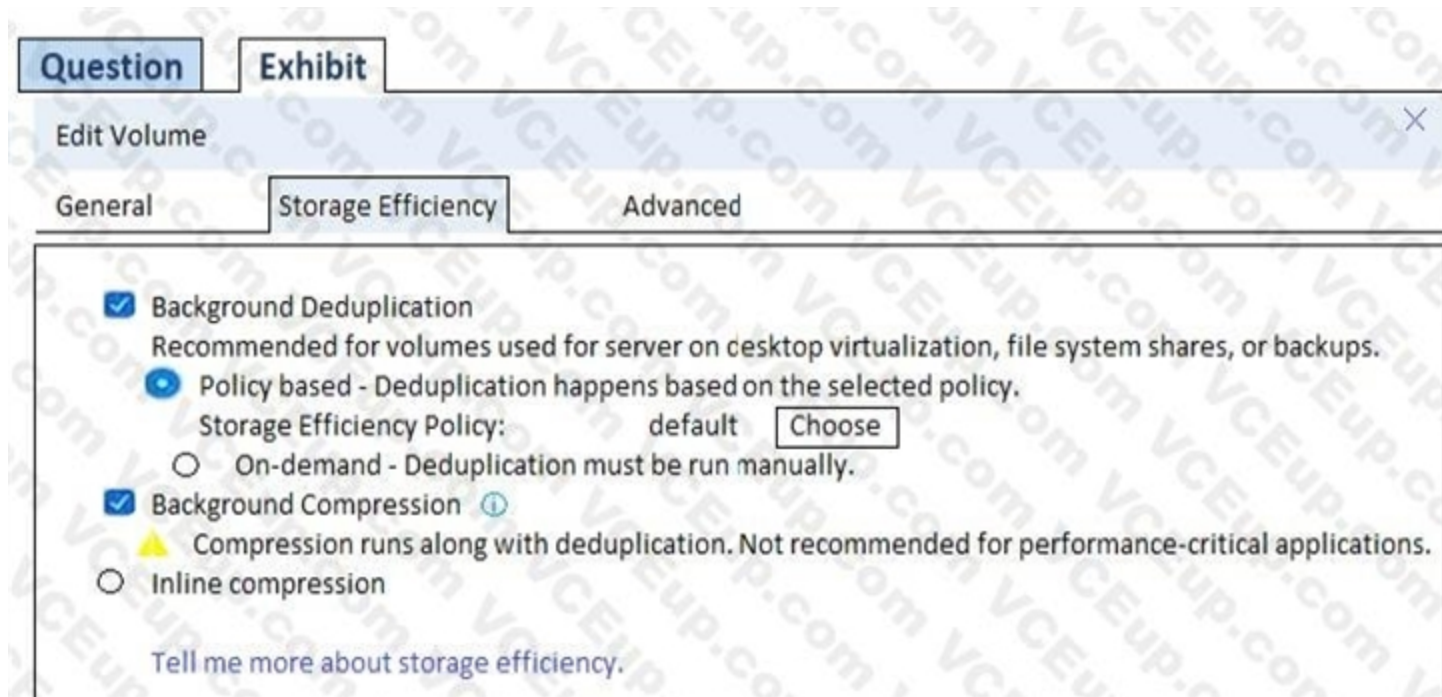 Question Exhibit
Edit Volume
General Storage Efficiency Advanced
Background Deduplication
Recommended for volumes used for server on desktop virtualization, file system shares, or backups.
Policy based - Deduplication happens based on the selected policy.
Storage Efficiency Policy: default Choose
On-demand - Deduplication must be run manually.
Background Compression
Compression runs along with deduplication. Not recommended for performance-critical applications.
Inline compression
Tell me more about storage efficiency.
VCEup.com